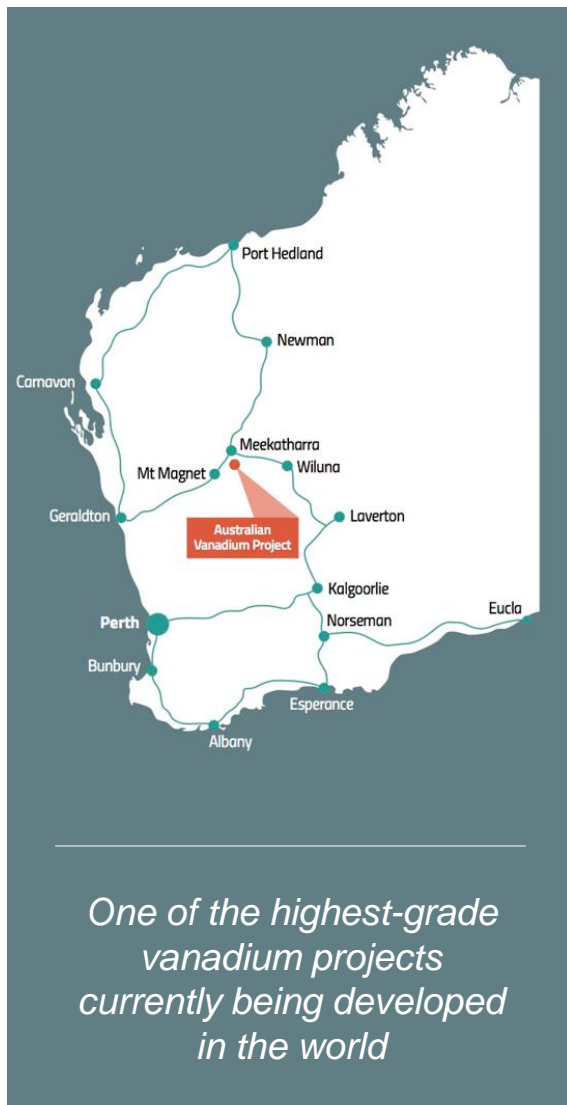 Port Hedland
Newman
Carnavon
Meekatharra
Mt Magnet
Wiluna
Geraldton
Laverton
Australian
Vanadium Project
Kalgoorlie
Eucla
Perth
Norseman
Bunbury
Esperance
Albany
One of the highest-grade
vanadium projects
currently being developed
in the world